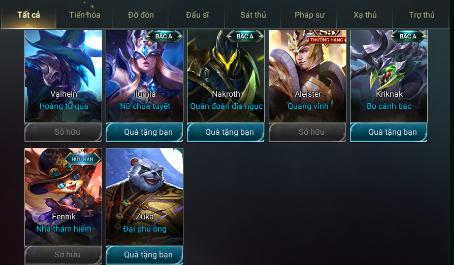 Tất cả Tiến hóa Đỡ đòn Đấu sĩ Sát thủ Pháp sư Xạ thủ Trợ thủ
BẬC A BẬC A THƯỜNG HẠNG BẬC A
Valhein Ilumia Nakroth Aleister Kriknak
Hoàng tử quạ Nữ chúa tuyết Quân đoàn địa ngục Quang vinh Bọ cánh bạc
Sở hữu Quà tặng bạn Quà tặng bạn Sở hữu Quà tặng bạn
HỮU HẠN
Fennik Zuka
Nhà thám hiểm Đại phú ông
Sở hữu Quà tặng bạn